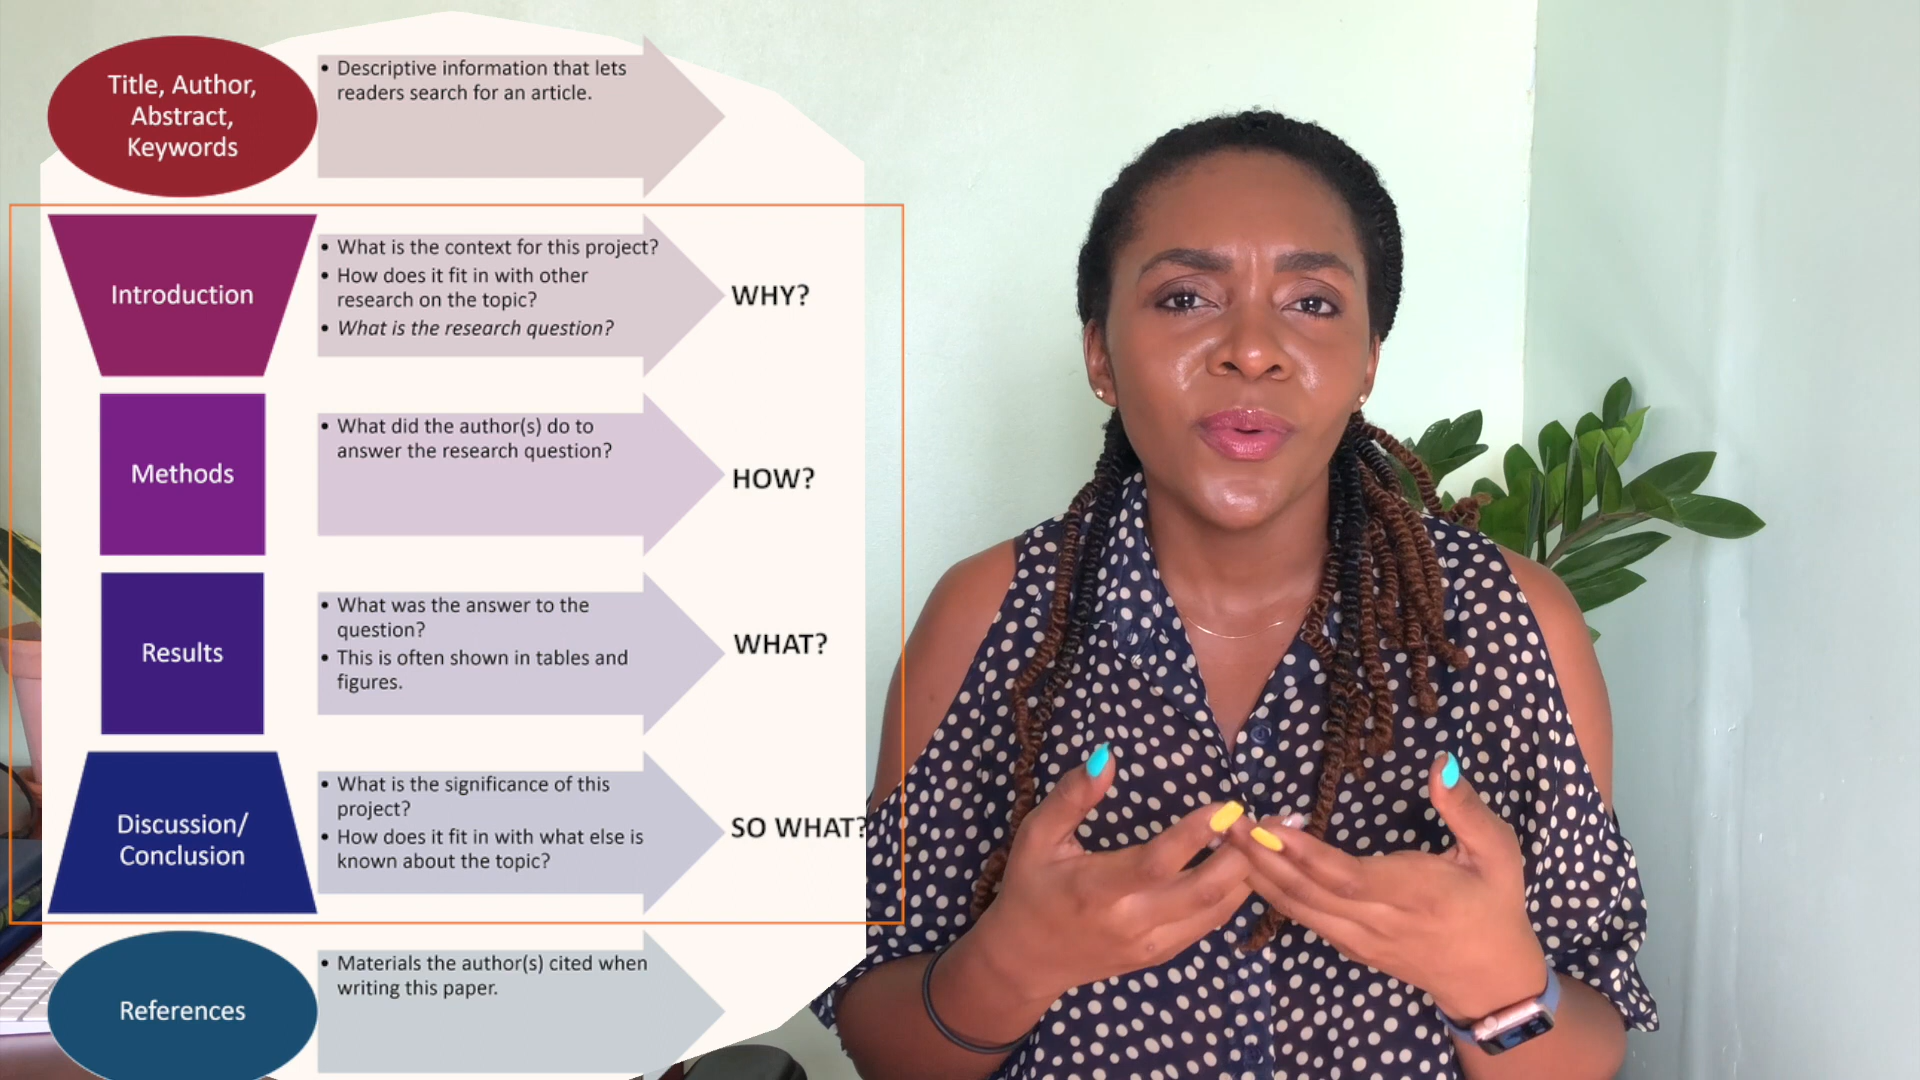 Title, Author,
Abstract,
Keywords
• Descriptive information that lets
readers search for an article.
Introduction
• What is the context for this project?
• How does it fit in with other
research on the topic?
• What is the research question?
WHY?
Methods
• What did the author(s) do to
answer the research question?
HOW?
Results
• What was the answer to the
question?
• This is often shown in tables and
figures.
WHAT?
Discussion/
Conclusion
• What is the significance of this
project?
• How does it fit in with what else is
known about the topic?
SO WHAT?
References
• Materials the author(s) cited when
writing this paper.